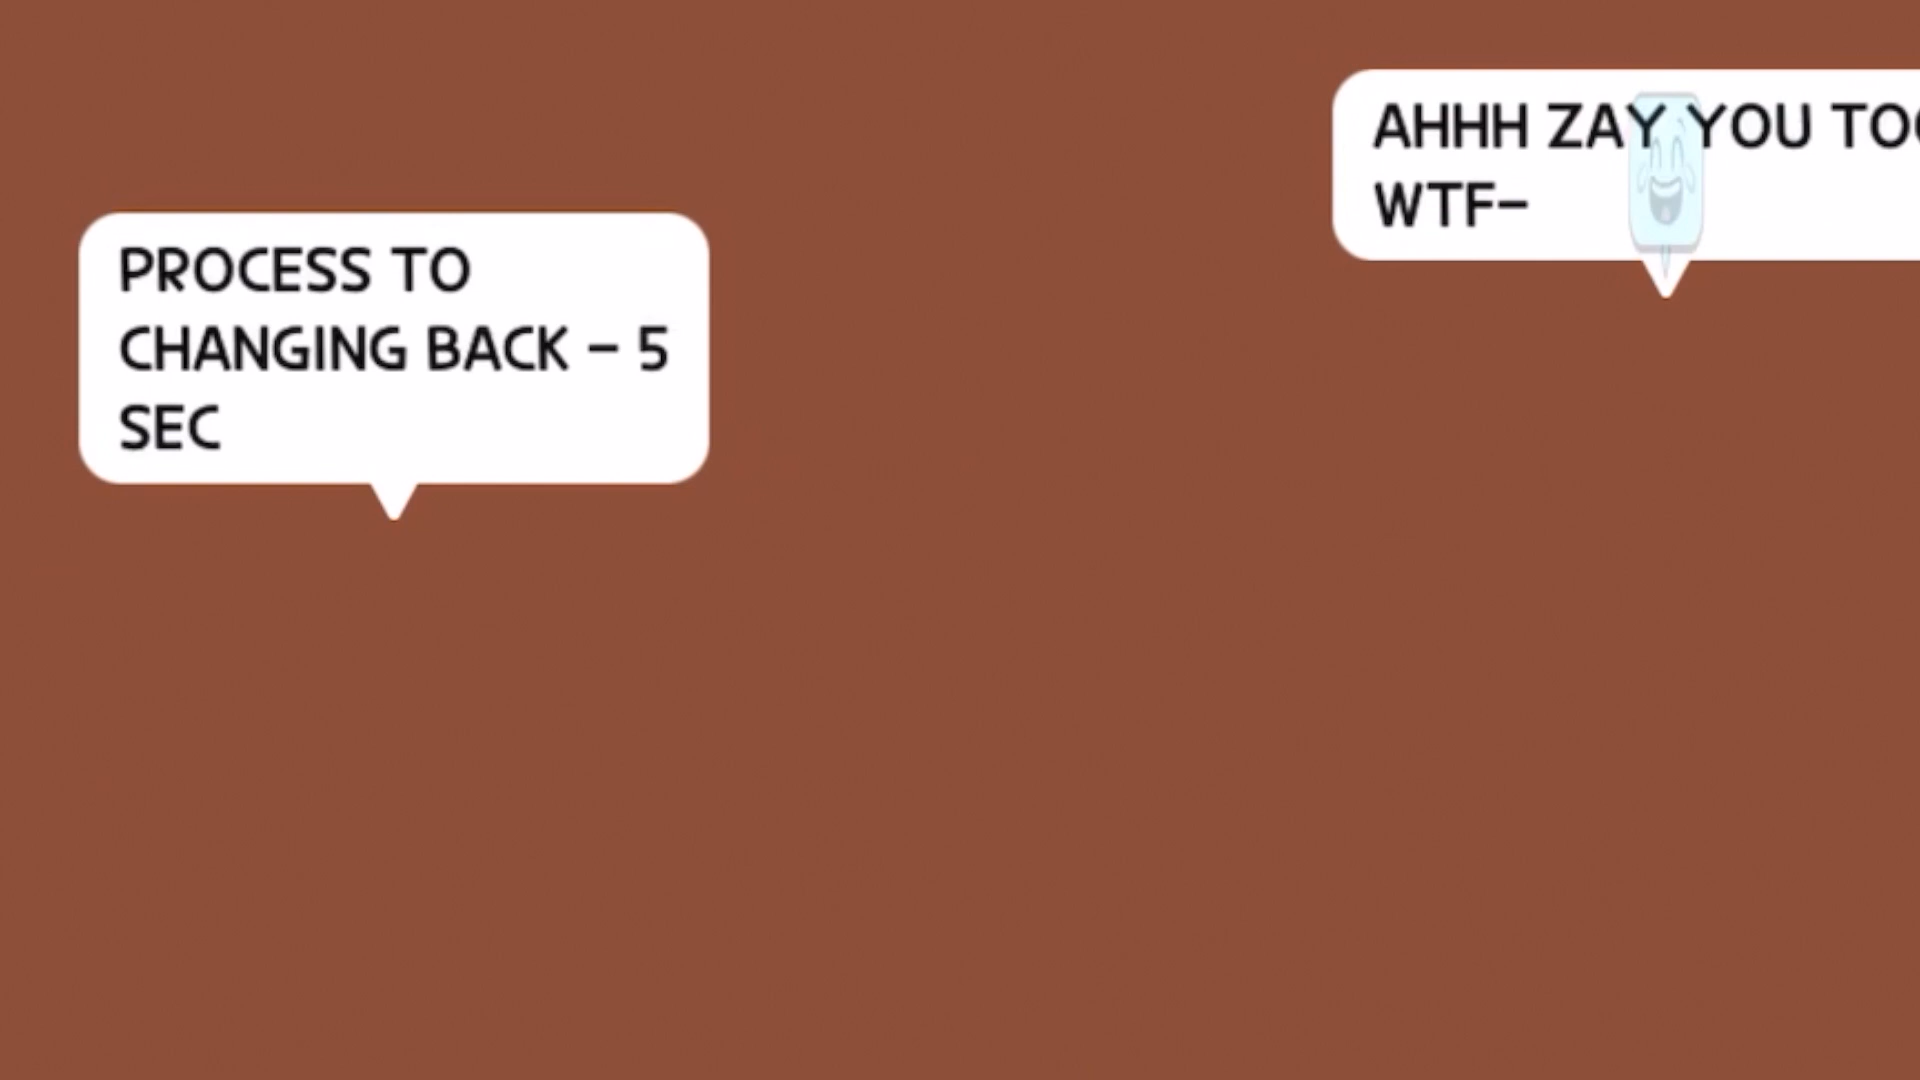 PROCESS TO
CHANGING BACK - 5
SEC
AHHH ZAY YOU
WTF-